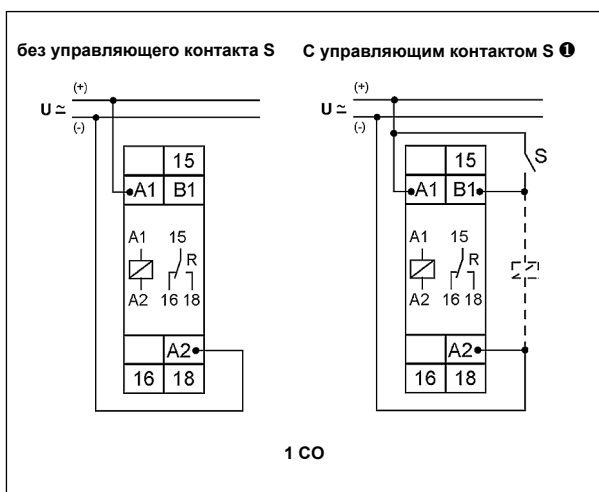 без управляющего контакта S
С управляющим контактом S ❶
(+)
U ≃
(-)
15
A1 B1
A1 15
R
A2 16 18
A2
16 18
(+)
U ≃
(-)
S
15
A1 B1
A1 15
R
A2 16 18
A2
16 18
1 CO